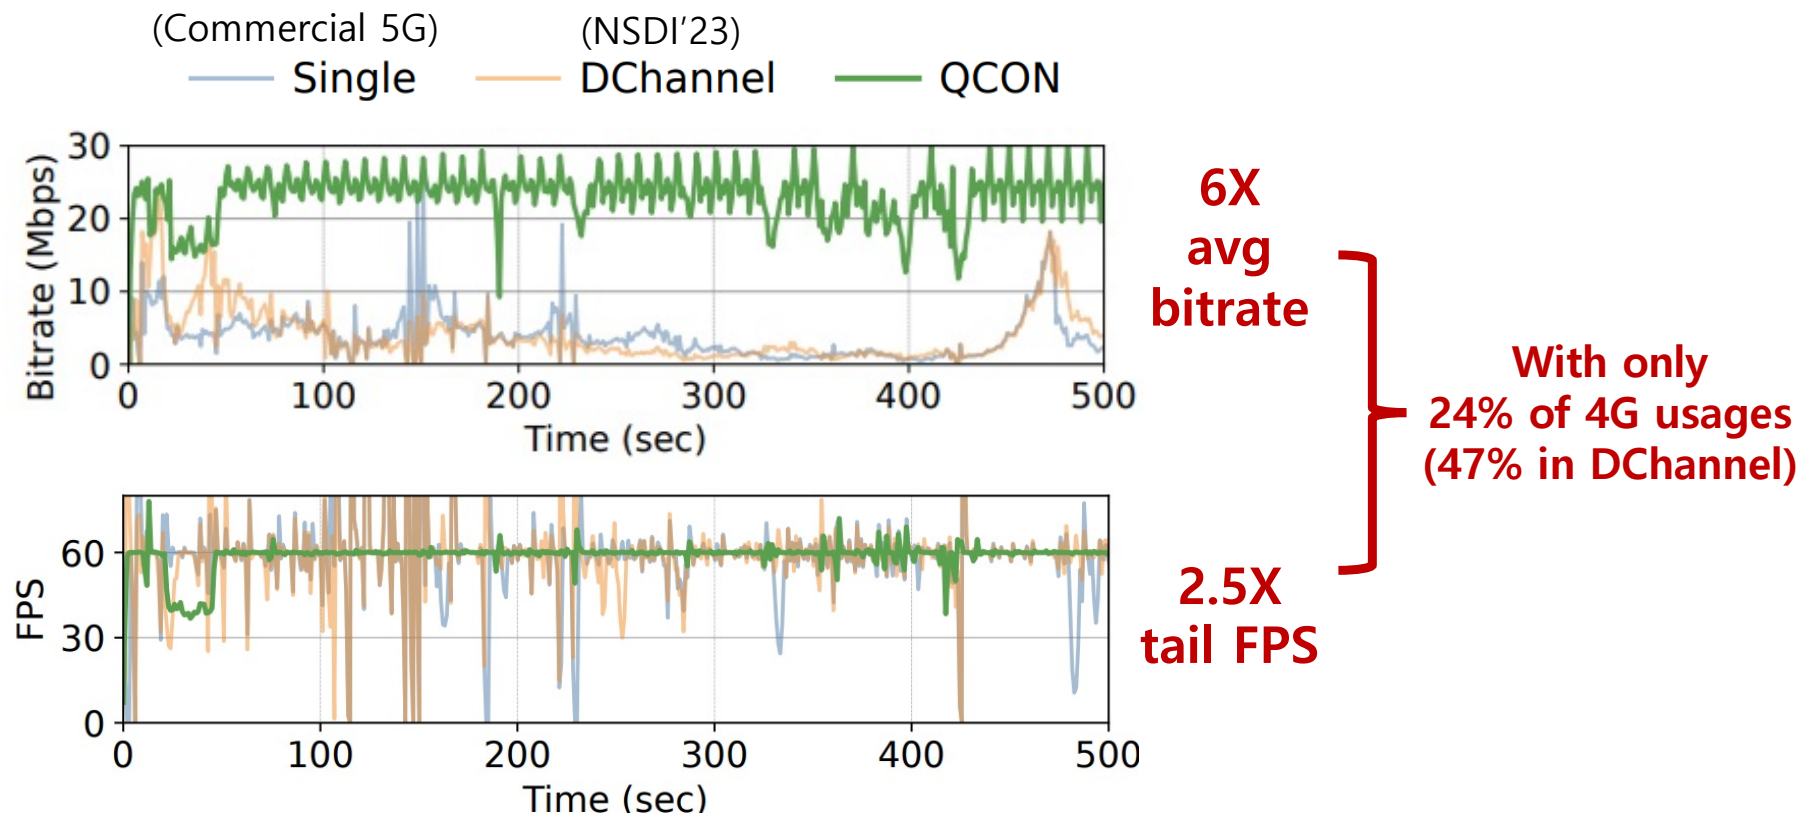 (Commercial 5G) (NSDI'23)
Single DChannel QCON
30
20
10
0
Bitrate (Mbps)
0 100 200 300 400 500
Time (sec)
6X
avg
bitrate
With only
24% of 4G usages
(47% in DChannel)
60
30
0
FPS
0 100 200 300 400 500
Time (sec)
2.5X
tail FPS